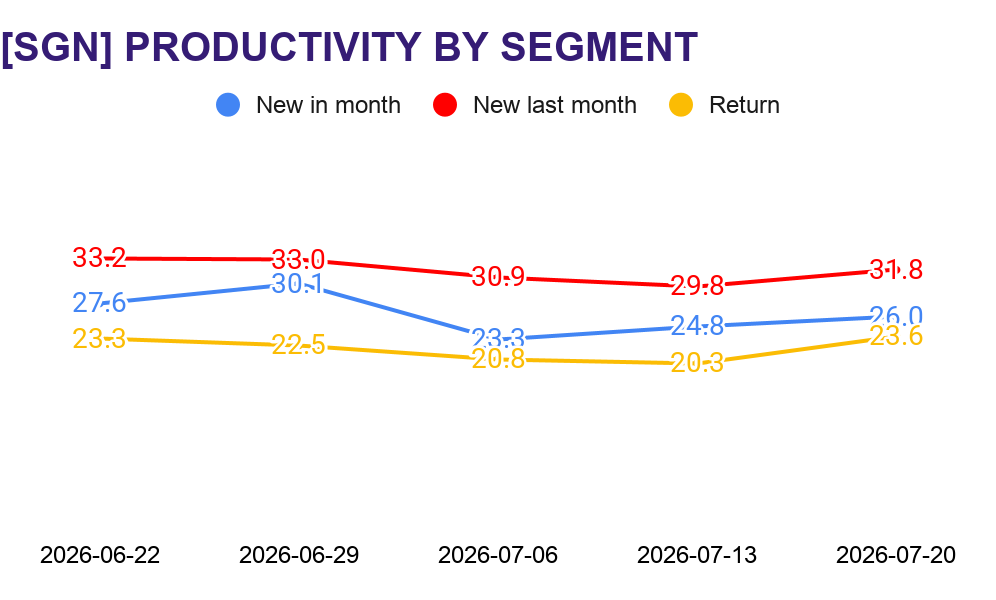 [SGN] PRODUCTIVITY BY SEGMENT
New in month New last month Return
33.2 33.0 30.9 29.8 31.8
27.6 30.1 23.3 24.8 26.0
23.3 22.5 20.8 20.3 23.6
2026-06-22 2026-06-29 2026-07-06 2026-07-13 2026-07-20